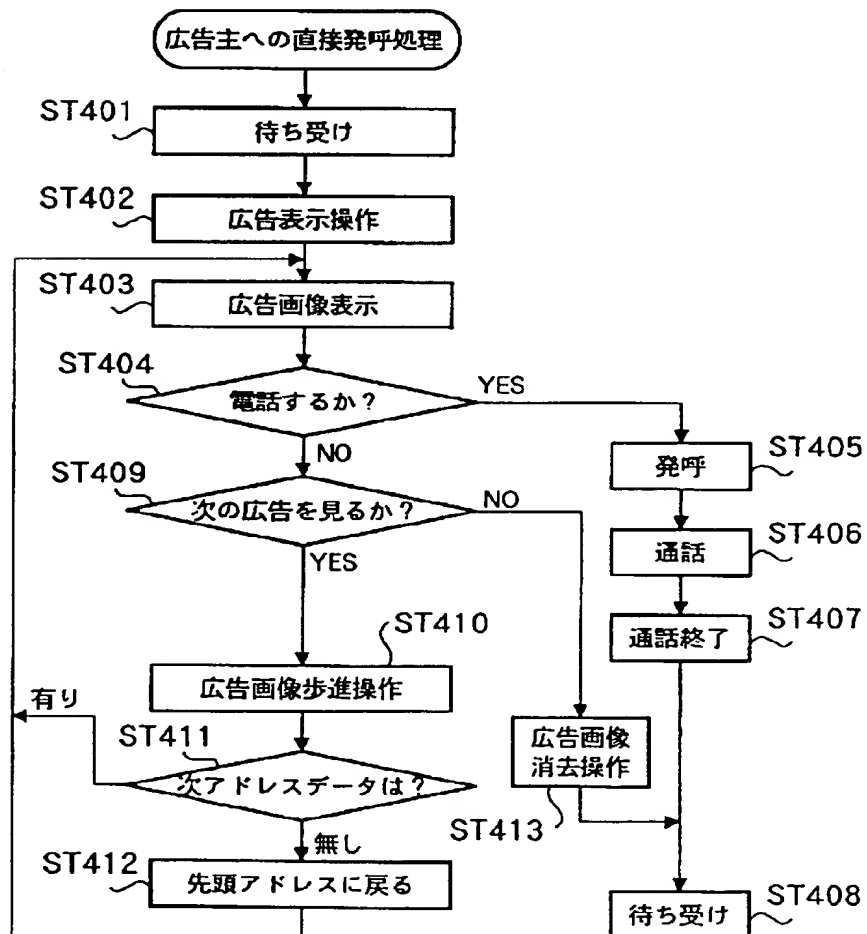 広告主への直接発呼処理
ST401
待ち受け
ST402
広告表示操作
ST403
広告画像表示
ST404
電話するか？
YES
NO
ST405
発呼
ST409
次の広告を見るか？
NO
YES
ST406
通話
ST407
通話終了
ST410
広告画像歩進操作
有り
ST411
次アドレスデータは？
広告画像
消去操作
ST413
無し
ST412
先頭アドレスに戻る
ST408
待ち受け